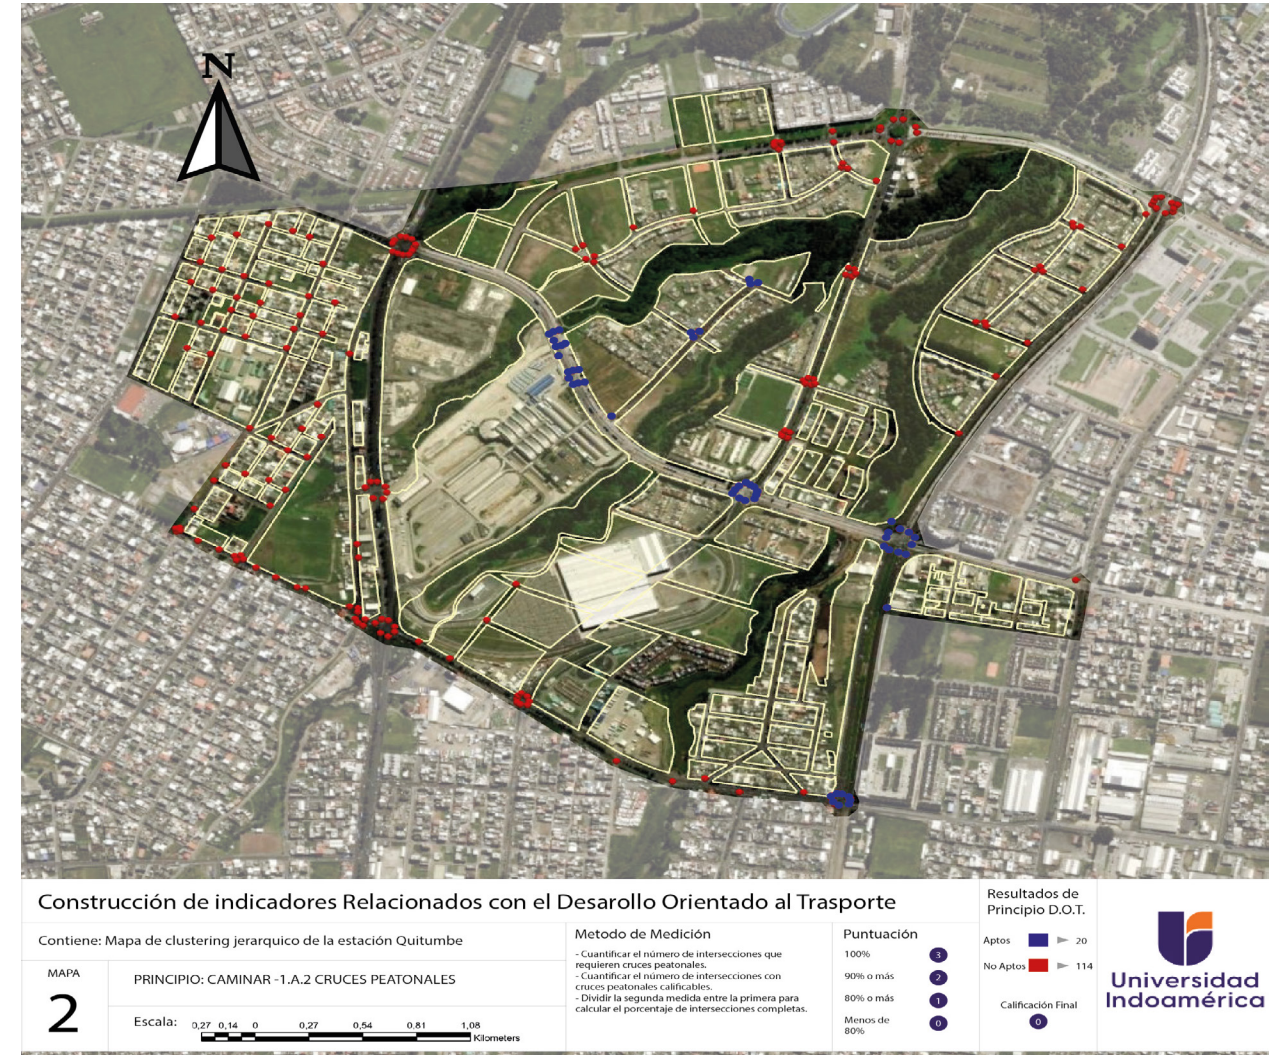 N
Construcción de indicadores Relacionados con el Desarollo Orientado al Trasporte
Contiene: Mapa de clustering jerarquico de la estación Quitumbe
MAPA
2
PRINCIPIO: CAMINAR -1.A.2 CRUCES PEATONALES
Escala:
0,27 0,14 0 0,27 0,54 0,81 1,08
Kilometers
Metodo de Medición
- Cuantificar el número de intersecciones que
requieren cruces peatonales.
- Cuantificar el número de intersecciones con
cruces peatonales calificables.
- Dividir la segunda medida entre la primera para
calcular el porcentaje de intersecciones completas.
Puntuación
100% 3
90% o más 2
80% o más 1
Menos de
80% 0
Resultados de
Principio D.O.T.
Aptos 20
No Aptos 114
Calificación Final
0
Universidad
Indoamérica